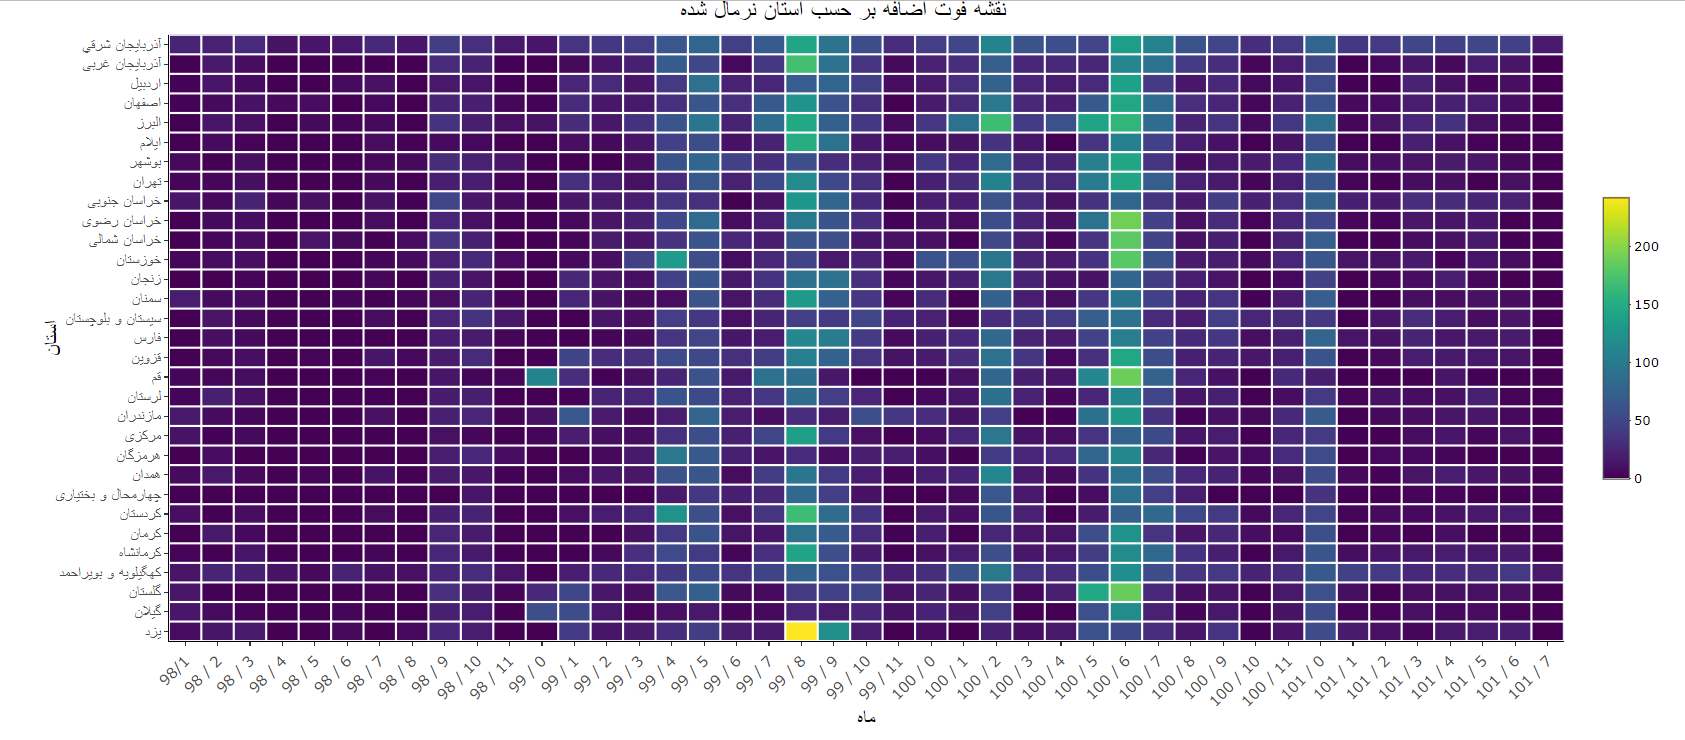 نقشه فوت اضافه بر حسب استان نرمال شده
استان
آذربايجان شرقي
آذربایجان غربی
اردبیل
اصفهان
البرز
ایلام
بوشهر
تهران
خراسان جنوبی
خراسان رضوی
خراسان شمالی
خوزستان
زنجان
سمنان
سیستان و بلوچستان
فارس
قزوین
قم
لرستان
مازندران
مرکزی
هرمزگان
همدان
چهارمحال و بختیاری
کردستان
کرمان
کرمانشاه
کهگیلویه و بویراحمد
گلستان
گیلان
یزد
200
150
100
50
0
98/1
98 / 2
98 / 3
98 / 4
98 / 5
98 / 6
98 / 7
98 / 8
98 / 9
98 / 10
98 / 11
99 / 0
99 / 1
99 / 2
99 / 3
99 / 4
99 / 5
99 / 6
99 / 7
99 / 8
99 / 9
99 / 10
99 / 11
100 / 0
100 / 1
100 / 2
100 / 3
100 / 4
100 / 5
100 / 6
100 / 7
100 / 8
100 / 9
100 / 10
100 / 11
101 / 0
101 / 1
101 / 2
101 / 3
101 / 4
101 / 5
101 / 6
101 / 7
ماه